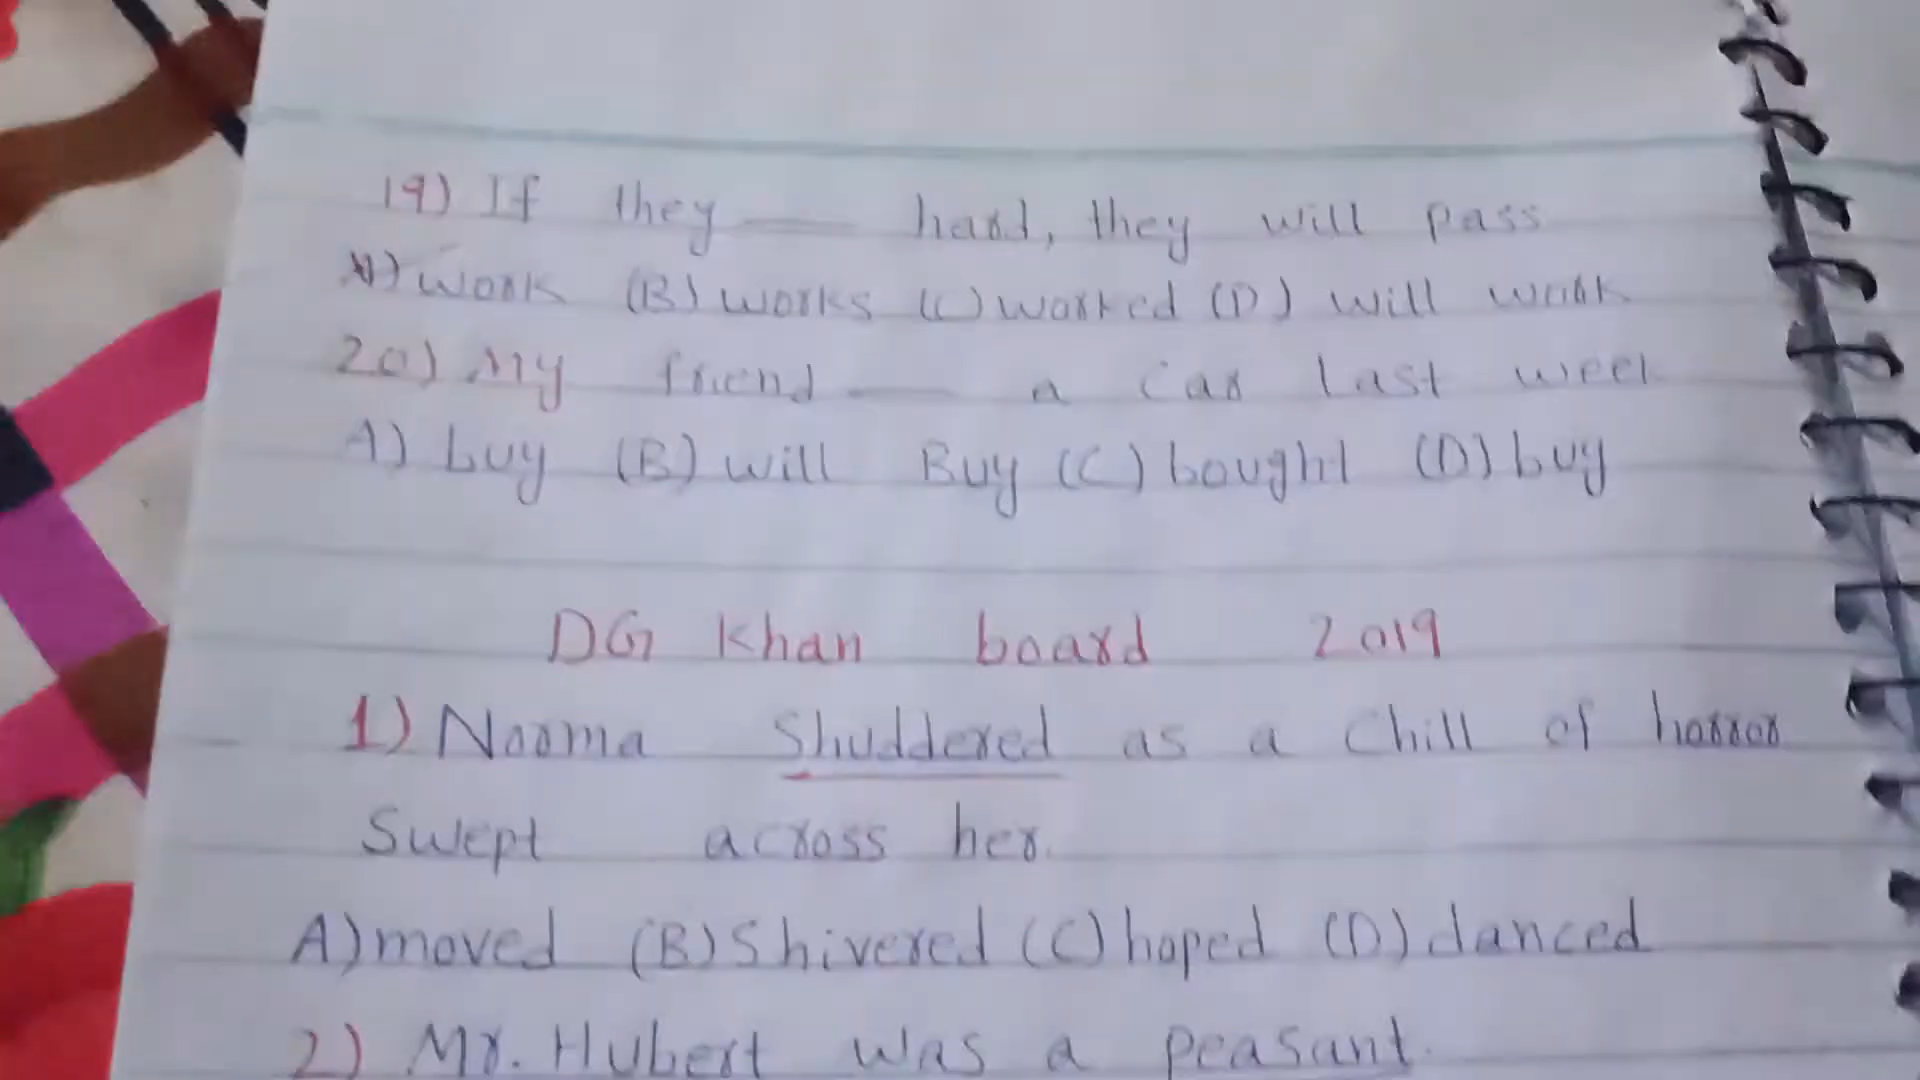 19) If they — hard, they will pass
A) work (B) works (C) worked (D) will work
20) My friend — a car last week
A) buy (B) will Buy (C) bought (D) buy
DG Khan board 2019
1) Norma Shuddered as a Chill of horror
Swept across her.
A) moved (B) Shivered (C) hoped (D) danced
2) Mr. Hubert was a peasant.